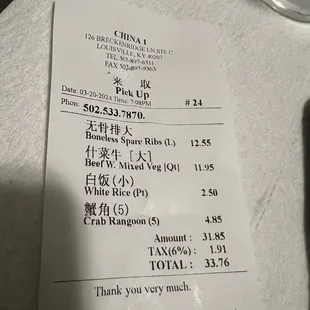 CHINA 1
126 BRECKENRIDGE LN STE C
LOUISVILLE, KY 40207
TEL 502-897-6511
FAX 502-897-9363
来 取
Pick Up
Date: 03-20-2024 Time: 5:08PM # 24
Phon: 502.533.7870.
无骨排大
Boneless Spare Ribs (L) 12.55
什菜牛 [大]
Beef W. Mixed Veg [Qt] 11.95
白饭(小)
White Rice (Pt) 2.50
蟹角(5)
Crab Rangoon (5) 4.85
Amount : 31.85
TAX(6%) : 1.91
TOTAL : 33.76
Thank you very much.